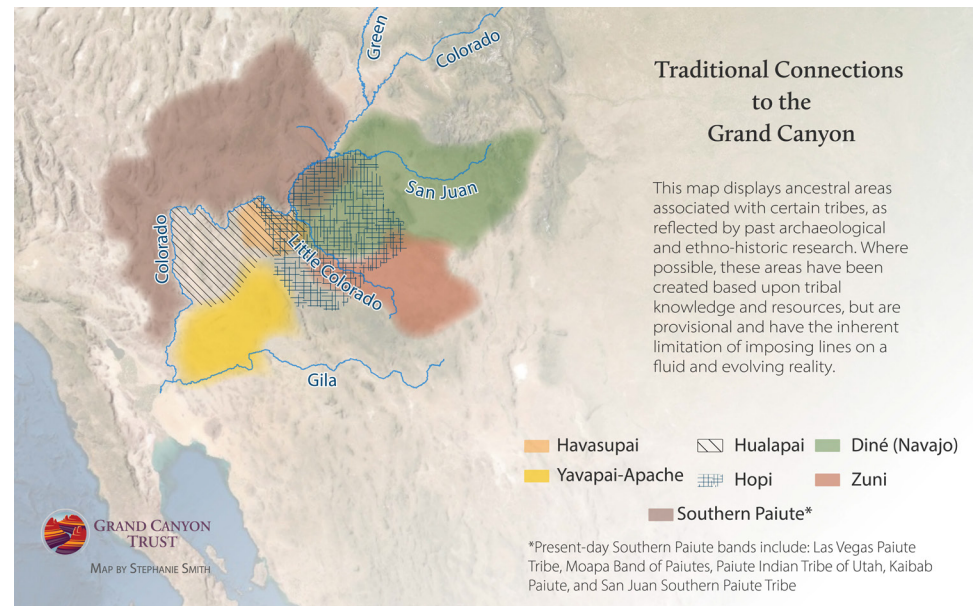 Green
Colorado
Traditional Connections
to the
Grand Canyon
San Juan
This map displays ancestral areas
associated with certain tribes, as
reflected by past archaeological
and ethno-historic research. Where
possible, these areas have been
created based upon tribal
knowledge and resources, but are
provisional and have the inherent
limitation of imposing lines on a
fluid and evolving reality.
Colorado
Little Colorado
Gila
Havasupai
Hualapai
Diné (Navajo)
Yavapai-Apache
Hopi
Zuni
Southern Paiute*
*Present-day Southern Paiute bands include: Las Vegas Paiute
Tribe, Moapa Band of Paiutes, Paiute Indian Tribe of Utah, Kaibab
Paiute, and San Juan Southern Paiute Tribe
GRAND CANYON
TRUST
MAP BY STEPHANIE SMITH